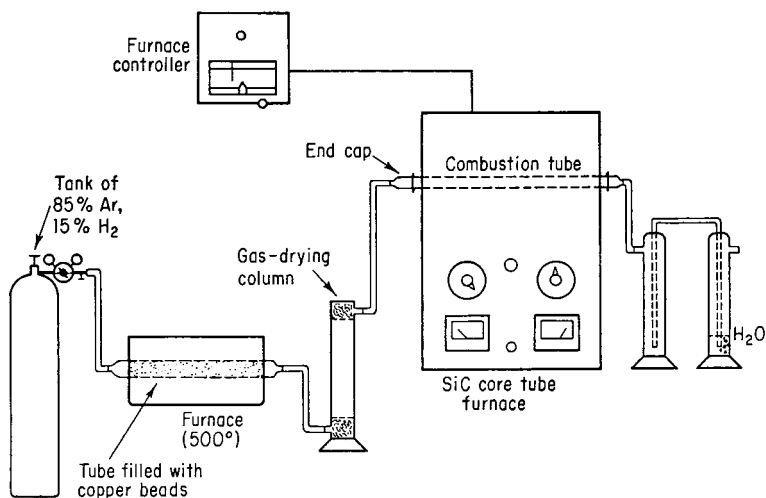 Furnace
controller
End cap
Combustion tube
Tank of
85% Ar,
15% H₂
Gas-drying
column
H₂O
SiC core tube
furnace
Furnace
(500°)
Tube filled with
copper beads